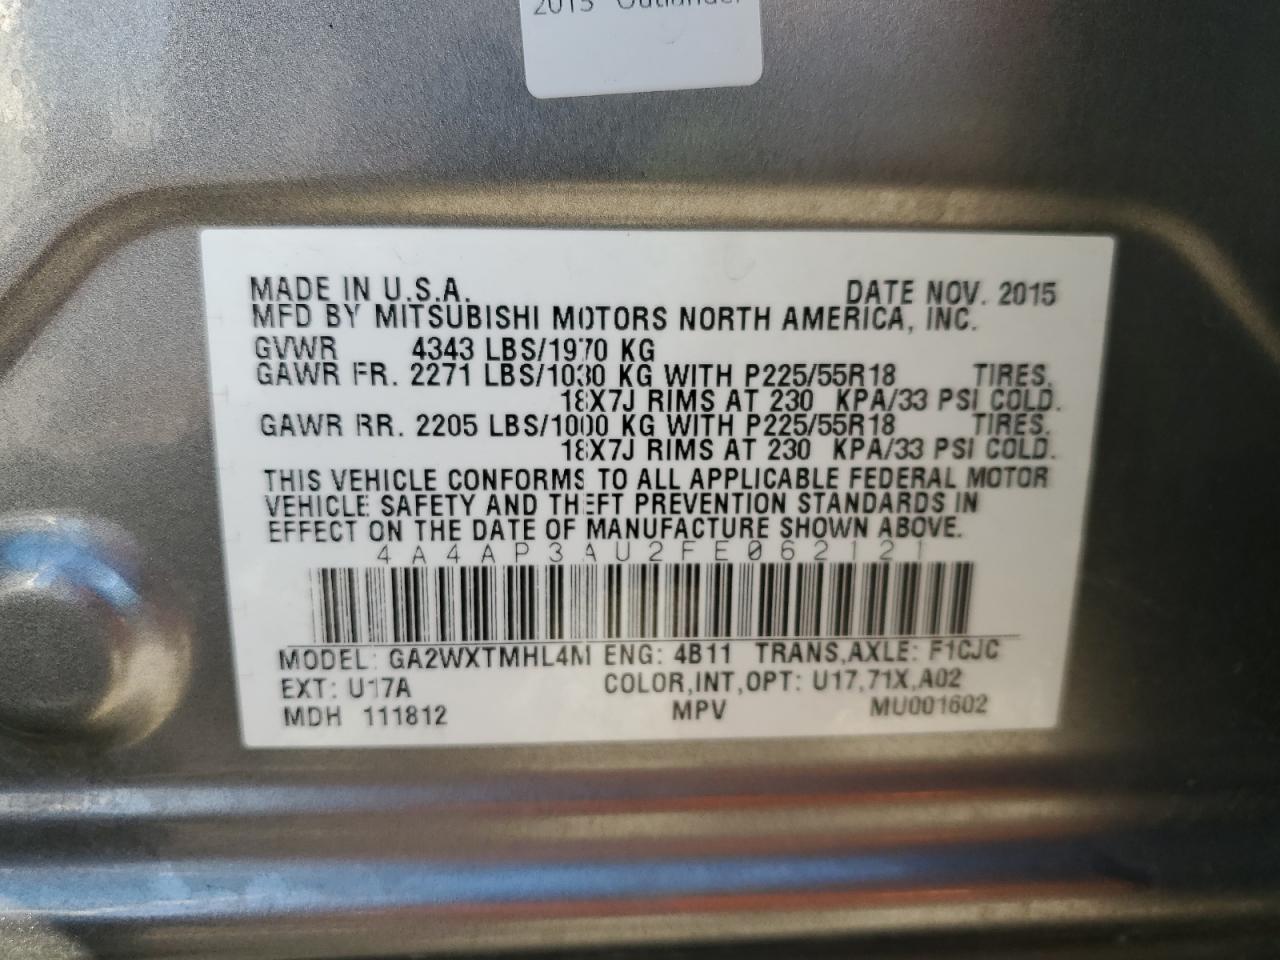 2015 Outlander
MADE IN U.S.A. DATE NOV. 2015
MFD BY MITSUBISHI MOTORS NORTH AMERICA, INC.
GVWR 4343 LBS/1970 KG
GAWR FR. 2271 LBS/1030 KG WITH P225/55R18 TIRES,
18X7J RIMS AT 230 KPA/33 PSI COLD.
GAWR RR. 2205 LBS/1000 KG WITH P225/55R18 TIRES.
18X7J RIMS AT 230 KPA/33 PSI COLD.
THIS VEHICLE CONFORMS TO ALL APPLICABLE FEDERAL MOTOR
VEHICLE SAFETY AND THEFT PREVENTION STANDARDS IN
EFFECT ON THE DATE OF MANUFACTURE SHOWN ABOVE.
4A4AP3AU2FE062121
MODEL: GA2WXTMHL4M ENG: 4B11 TRANS,AXLE: F1CJC
EXT: U17A COLOR,INT,OPT: U17,71X,A02
MDH 111812 MPV MU001602